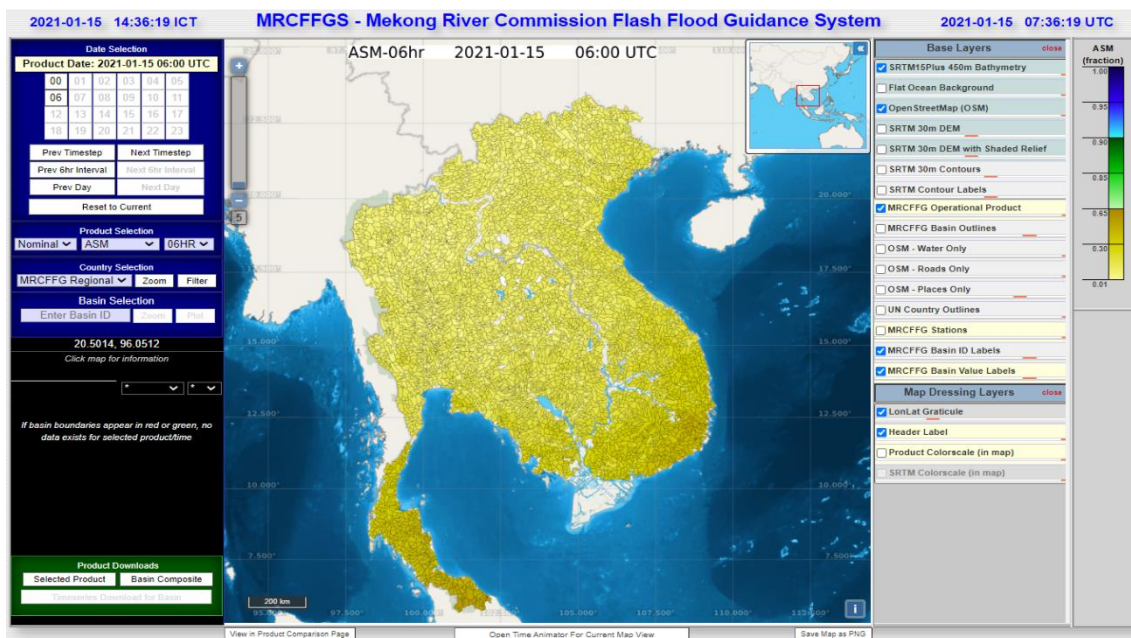 2021-01-15 14:36:19 ICT
MRCFFGS - Mekong River Commission Flash Flood Guidance System
2021-01-15 07:36:19 UTC
Date Selection
Product Date: 2021-01-15 06:00 UTC
00 01 02 03 04 05
06 07 08 09 10 11
12 13 14 15 16 17
18 19 20 21 22 23
Prev Timestep
Next Timestep
Prev 6hr Interval
Next 6hr Interval
Prev Day
Next Day
Reset to Current
Product Selection
Nominal
ASM
06HR
Country Selection
MRCFFG Regional
Zoom
Filter
Basin Selection
Enter Basin ID
Zoom
Plot
20.5014, 96.0512
Click map for information
*
*
If basin boundaries appear in red or green, no
data exists for selected product/time
Product Downloads
Selected Product
Basin Composite
Timeseries Download for Basin
ASM-06hr 2021-01-15 06:00 UTC
+
-
5
20.000°
17.500°
15.000°
12.500°
10.000°
7.500°
200 km
97.500°
100.000°
102.500°
105.000°
107.500°
110.000°
112.500°
i
View in Product Comparison Page
Open Time Animator For Current Map View
Save Map as PNG
Base Layers
close
SRTM15Plus 450m Bathymetry
Flat Ocean Background
OpenStreetMap (OSM)
SRTM 30m DEM
SRTM 30m DEM with Shaded Relief
SRTM 30m Contours
SRTM Contour Labels
MRCFFG Operational Product
MRCFFG Basin Outlines
OSM - Water Only
OSM - Roads Only
OSM - Places Only
UN Country Outlines
MRCFFG Stations
MRCFFG Basin ID Labels
MRCFFG Basin Value Labels
Map Dressing Layers
close
LonLat Graticule
Header Label
Product Colorscale (in map)
SRTM Colorscale (in map)
ASM
(fraction)
1.00
0.95
0.90
0.85
0.65
0.30
0.01